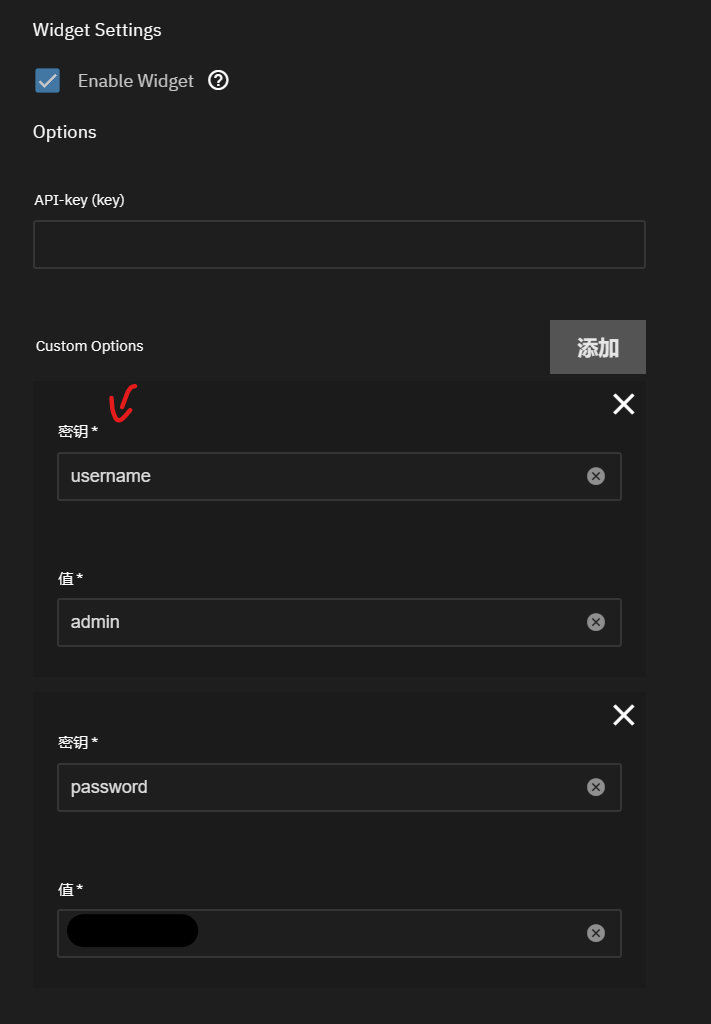 Widget Settings
Enable Widget
Options
API-key (key)
Custom Options
添加
密钥*
username
值*
admin
密钥*
password
值*